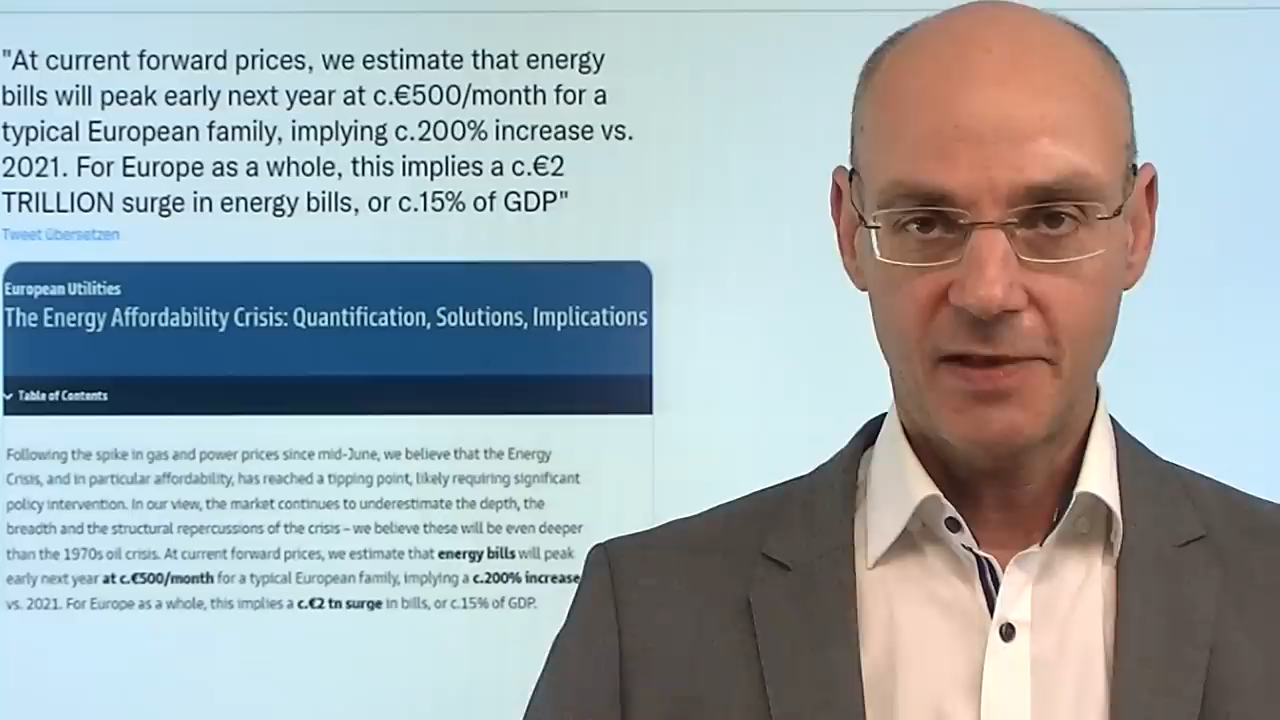 "At current forward prices, we estimate that energy
bills will peak early next year at c.€500/month for a
typical European family, implying c.200% increase vs.
2021. For Europe as a whole, this implies a c.€2
TRILLION surge in energy bills, or c.15% of GDP"
Tweet übersetzen
European Utilities
The Energy Affordability Crisis: Quantification, Solutions, Implications
Table of Contents
Following the spike in gas and power prices since mid-June, we believe that the Energy
Crisis, and in particular affordability, has reached a tipping point, likely requiring significant
policy intervention. In our view, the market continues to underestimate the depth, the
breadth and the structural repercussions of the crisis – we believe these will be even deeper
than the 1970s oil crisis. At current forward prices, we estimate that energy bills will peak
early next year at c.€500/month for a typical European family, implying a c.200% increase
vs. 2021. For Europe as a whole, this implies a c.€2 tn surge in bills, or c.15% of GDP.